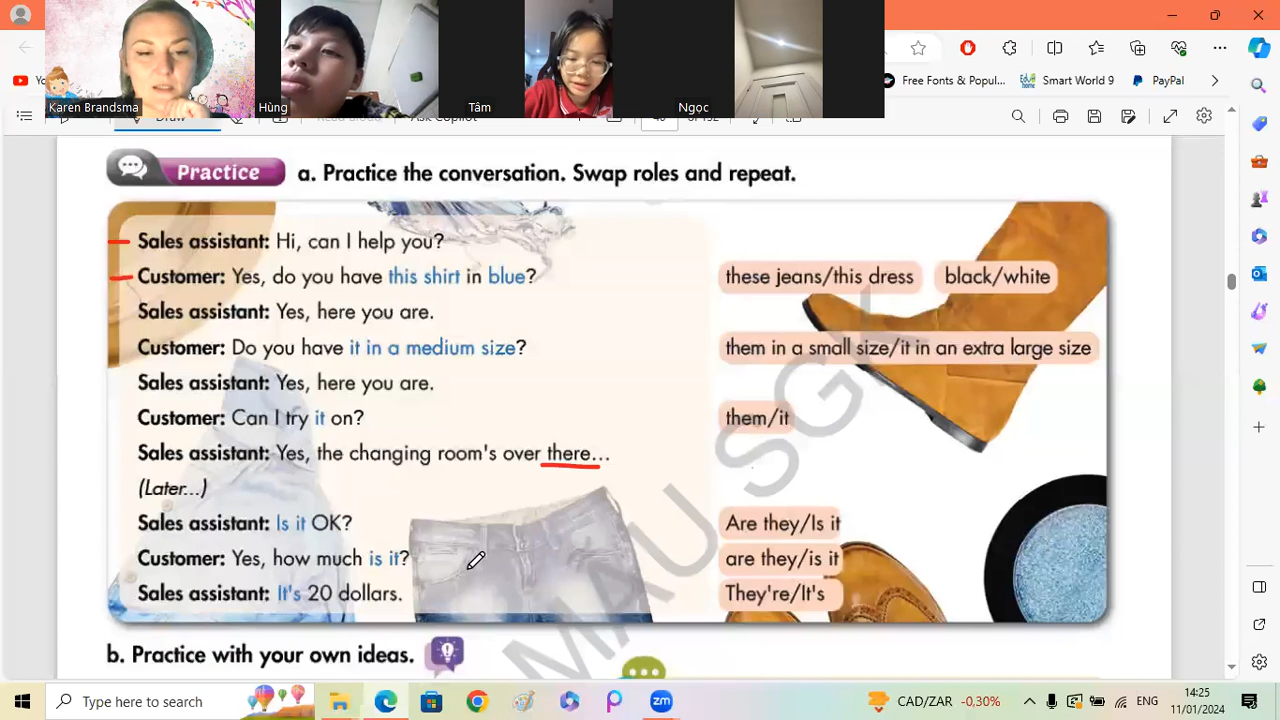 Karen Brandsma
Hùng
Tâm
Ngọc
Free Fonts & Popul...
Smart World 9
PayPal
Draw
of 132
Practice
a. Practice the conversation. Swap roles and repeat.
Sales assistant: Hi, can I help you?
Customer: Yes, do you have this shirt in blue?
these jeans/this dress
black/white
Sales assistant: Yes, here you are.
Customer: Do you have it in a medium size?
them in a small size/it in an extra large size
Sales assistant: Yes, here you are.
Customer: Can I try it on?
them/it
Sales assistant: Yes, the changing room's over there...
(Later...)
Sales assistant: Is it OK?
Are they/Is it
Customer: Yes, how much is it?
are they/is it
Sales assistant: It's 20 dollars.
They're/It's
MAU SGK
b. Practice with your own ideas.
Type here to search
CAD/ZAR -0,30%
ENG
14:25
11/01/2024